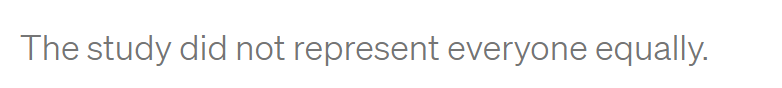 The study did not represent everyone equally.